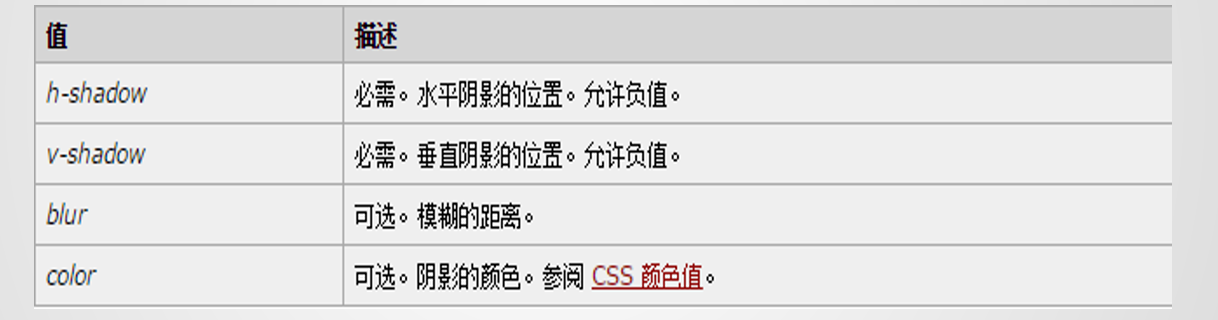 值 描述
h-shadow 必需。水平阴影的位置。允许负值。
v-shadow 必需。垂直阴影的位置。允许负值。
blur 可选。模糊的距离。
color 可选。阴影的颜色。参阅 CSS 颜色值。